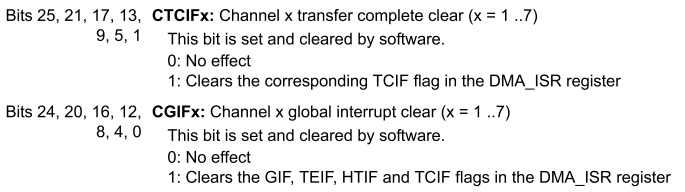 Bits 25, 21, 17, 13, CTCIFx: Channel x transfer complete clear (x = 1 ..7)
9, 5, 1 This bit is set and cleared by software.
0: No effect
1: Clears the corresponding TCIF flag in the DMA_ISR register
Bits 24, 20, 16, 12, CGIFx: Channel x global interrupt clear (x = 1 ..7)
8, 4, 0 This bit is set and cleared by software.
0: No effect
1: Clears the GIF, TEIF, HTIF and TCIF flags in the DMA_ISR register